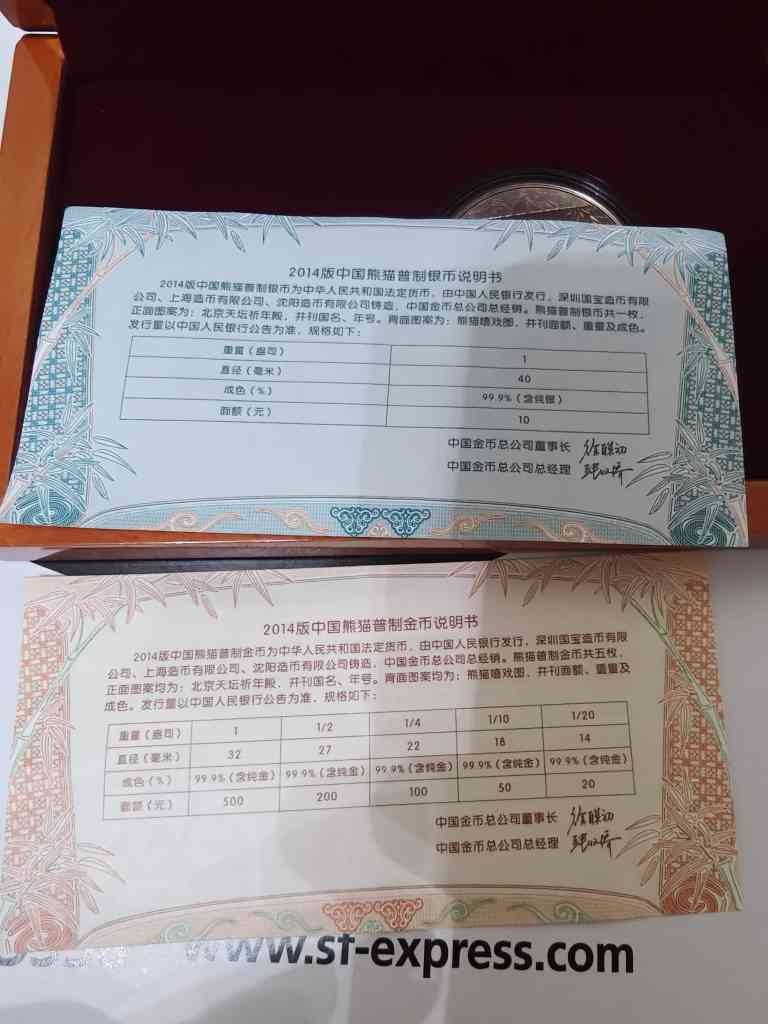 2014版中国熊猫普制银币说明书
2014版中国熊猫普制银币为中华人民共和国法定货币，由中国人民银行发行，深圳国宝造币有限
公司、上海造币有限公司、沈阳造币有限公司铸造，中国金币总公司总经销。熊猫普制银币共一枚，
正面图案为：北京天坛祈年殿，并刊国名、年号。背面图案为：熊猫嬉戏图，并刊面额、重量及成色。
发行量以中国人民银行公告为准，规格如下：
重量（盎司） 1
直径（毫米） 40
成色（%） 99.9%（含纯银）
面额（元） 10
中国金币总公司董事长
中国金币总公司总经理
2014版中国熊猫普制金币说明书
2014版中国熊猫普制金币为中华人民共和国法定货币，由中国人民银行发行，深圳国宝造币有限
公司、上海造币有限公司、沈阳造币有限公司铸造，中国金币总公司总经销。熊猫普制金币共五枚，
正面图案均为：北京天坛祈年殿，并刊国名、年号。背面图案均为：熊猫嬉戏图，并刊面额、重量及
成色。发行量以中国人民银行公告为准，规格如下：
重量（盎司） 1 1/2 1/4 1/10 1/20
直径（毫米） 32 27 22 18 14
成色（%） 99.9%（含纯金） 99.9%（含纯金） 99.9%（含纯金） 99.9%（含纯金） 99.9%（含纯金）
面额（元） 500 200 100 50 20
中国金币总公司董事长
中国金币总公司总经理
www.sf-express.com